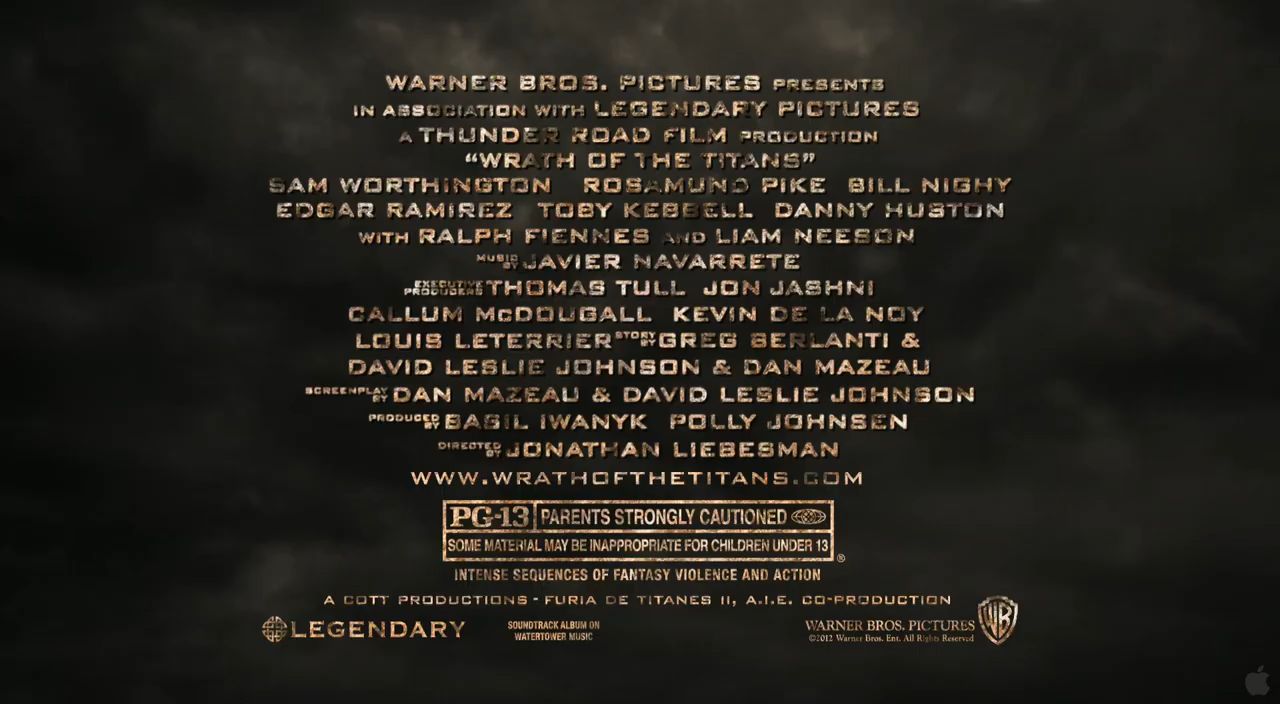 WARNER BROS. PICTURES PRESENTS
IN ASSOCIATION WITH LEGENDARY PICTURES
A THUNDER ROAD FILM PRODUCTION
“WRATH OF THE TITANS”
SAM WORTHINGTON ROSAMUND PIKE BILL NIGHY
EDGAR RAMIREZ TOBY KEBBELL DANNY HUSTON
WITH RALPH FIENNES AND LIAM NEESON
MUSIC BY JAVIER NAVARRETE
EXECUTIVE PRODUCERS THOMAS TULL JON JASHNI
CALLUM McDOUGALL KEVIN DE LA NOY
LOUIS LETERRIER STORY BY GREG BERLANTI &
DAVID LESLIE JOHNSON & DAN MAZEAU
SCREENPLAY BY DAN MAZEAU & DAVID LESLIE JOHNSON
PRODUCED BY BASIL IWANYK POLLY JOHNSEN
DIRECTED BY JONATHAN LIEBESMAN
WWW.WRATHOFTHETITANS.COM
PG-13 PARENTS STRONGLY CAUTIONED
SOME MATERIAL MAY BE INAPPROPRIATE FOR CHILDREN UNDER 13 ®
INTENSE SEQUENCES OF FANTASY VIOLENCE AND ACTION
A COTT PRODUCTIONS - FURIA DE TITANES II, A.I.E. CO-PRODUCTION
LEGENDARY
SOUNDTRACK ALBUM ON
WATERTOWER MUSIC
WARNER BROS. PICTURES
©2012 Warner Bros. Ent. All Rights Reserved
WB